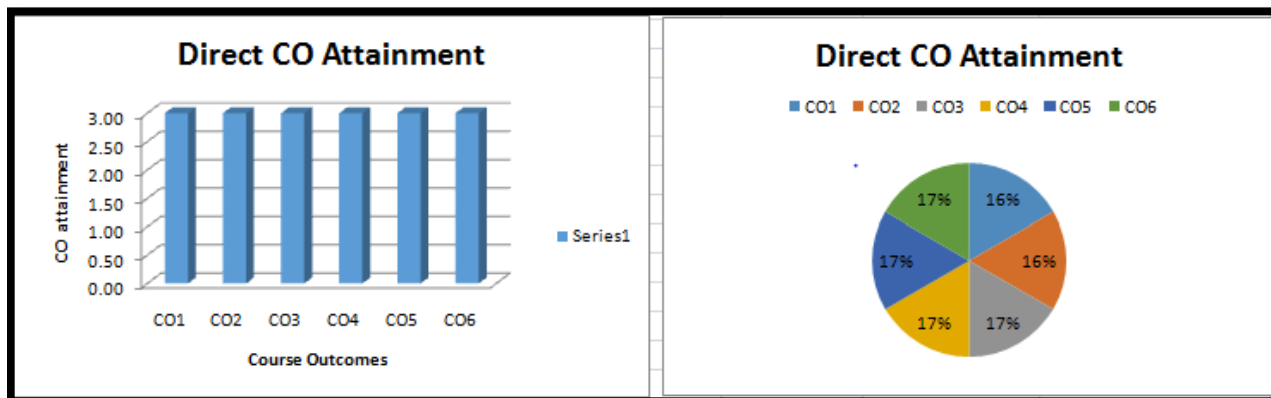 Direct CO Attainment
3.00
2.50
2.00
1.50
1.00
0.50
0.00
CO attainment
CO1 CO2 CO3 CO4 CO5 CO6
Course Outcomes
Series1
Direct CO Attainment
CO1 CO2 CO3 CO4 CO5 CO6
17% 16%
17% 16%
17% 17%